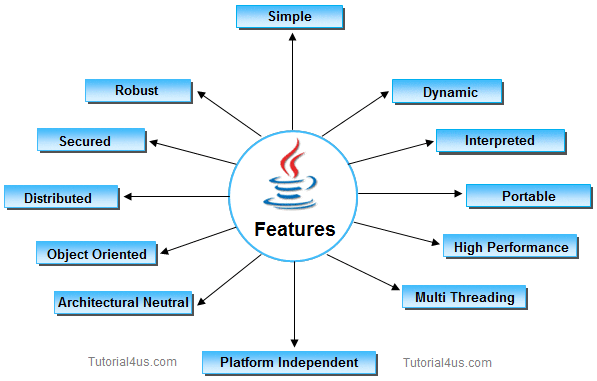 Simple
Robust
Dynamic
Secured
Interpreted
Distributed
Portable
Features
Object Oriented
High Performance
Architectural Neutral
Multi Threading
Tutorial4us.com
Platform Independent
Tutorial4us.com